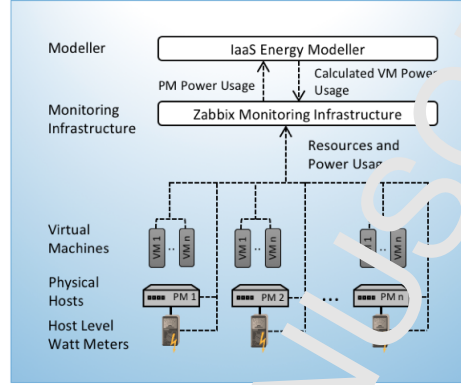 Modeller
IaaS Energy Modeller
PM Power Usage
Calculated VM Power
Usage
Monitoring
Infrastructure
Zabbix Monitoring Infrastructure
Resources and
Power Usage
Virtual
Machines
VM 1
..
VM n
VM 1
..
VM n
VM 1
..
VM n
Physical
Hosts
PM 1
PM 2
...
PM n
Host Level
Watt Meters